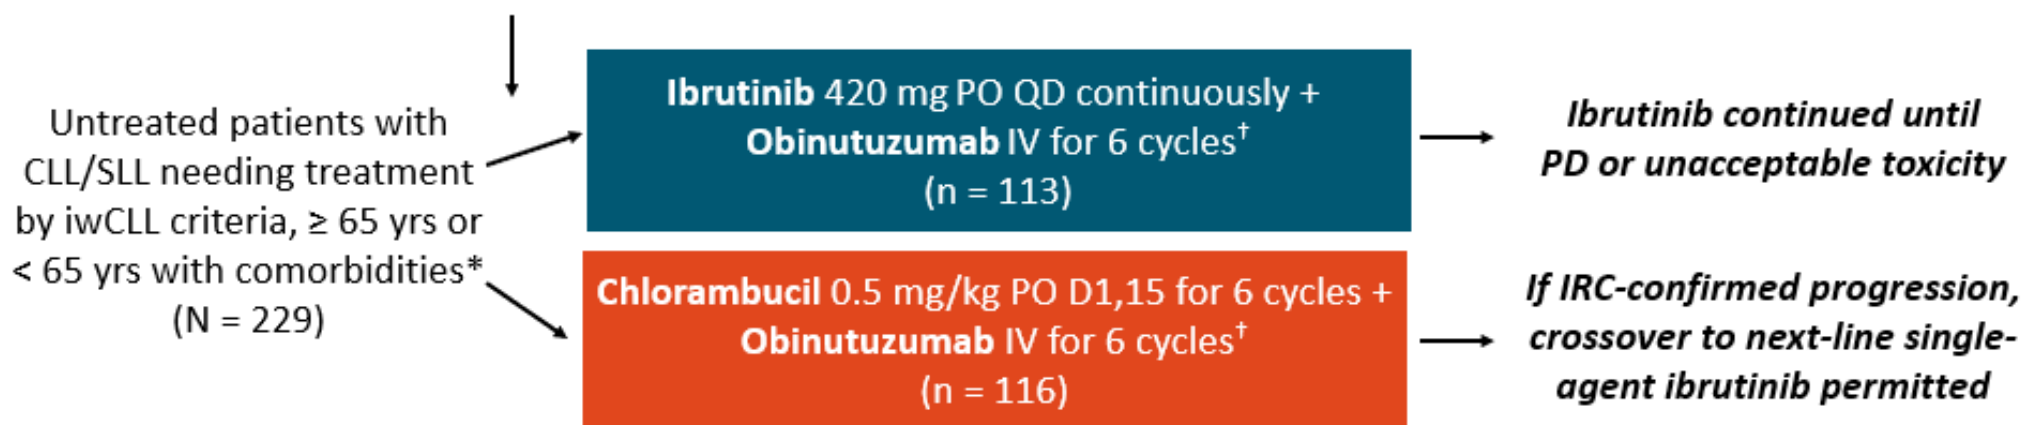 Untreated patients with
CLL/SLL needing treatment
by iwCLL criteria, ≥ 65 yrs or
< 65 yrs with comorbidities*
(N = 229)
Ibrutinib 420 mg PO QD continuously +
Obinutuzumab IV for 6 cycles†
(n = 113)
Ibrutinib continued until
PD or unacceptable toxicity
Chlorambucil 0.5 mg/kg PO D1,15 for 6 cycles +
Obinutuzumab IV for 6 cycles†
(n = 116)
If IRC-confirmed progression,
crossover to next-line single-
agent ibrutinib permitted